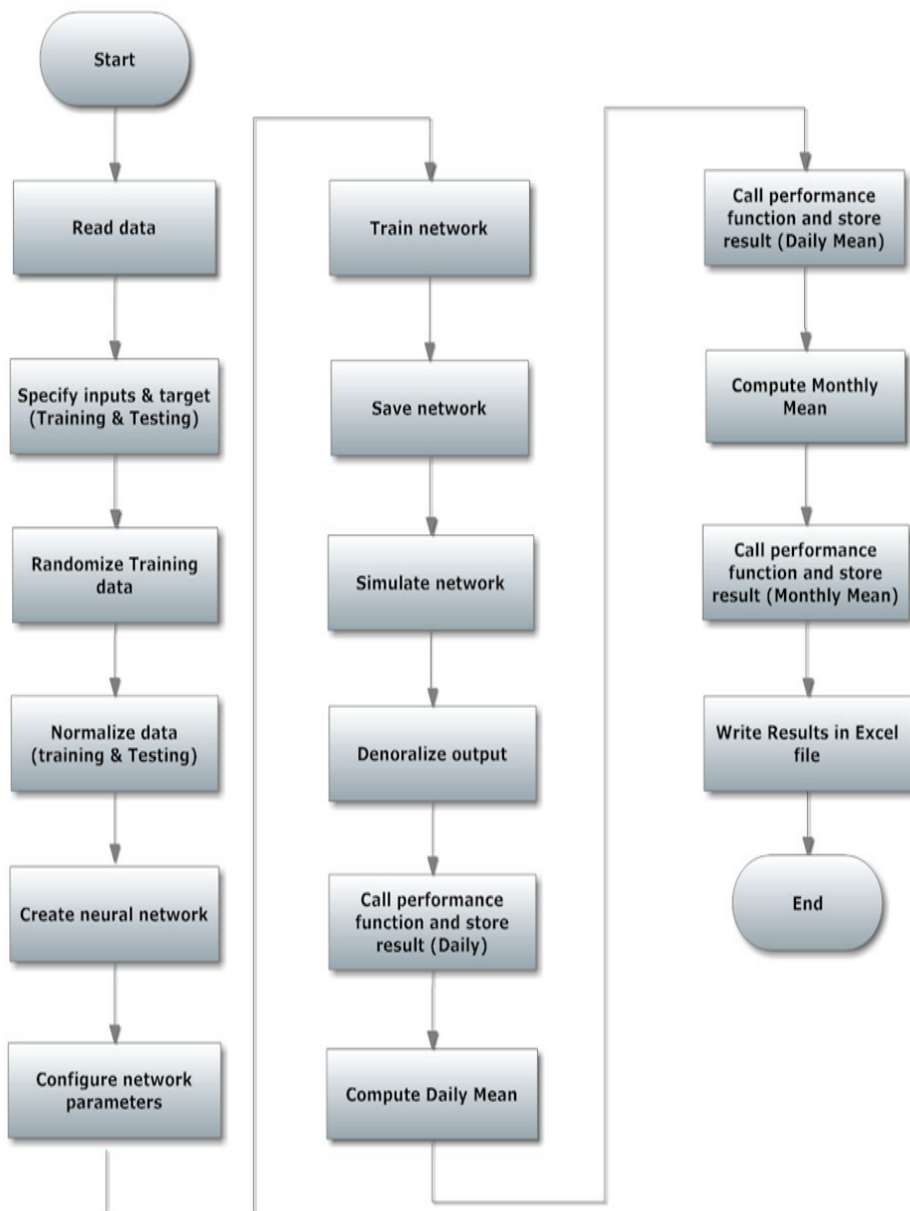 Start
Read data
Specify inputs & target
(Training & Testing)
Randomize Training
data
Normalize data
(training & Testing)
Create neural network
Configure network
parameters
Train network
Save network
Simulate network
Denoralize output
Call performance
function and store
result (Daily)
Compute Daily Mean
Call performance
function and store
result (Daily Mean)
Compute Monthly
Mean
Call performance
function and store
result (Monthly Mean)
Write Results in Excel
file
End